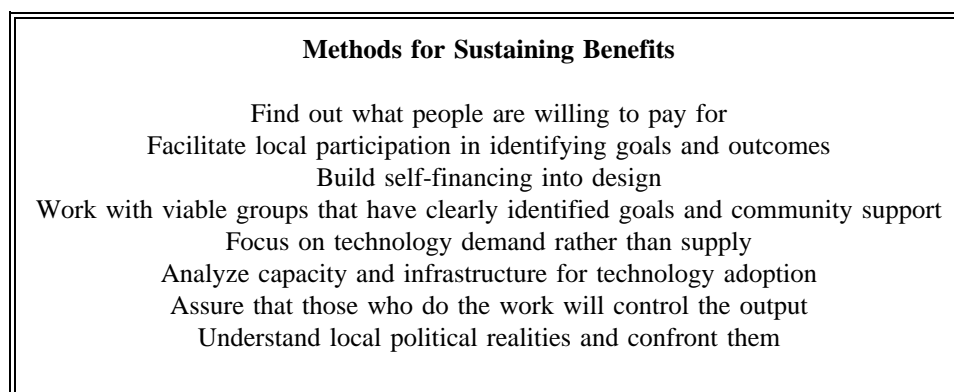 Methods for Sustaining Benefits
Find out what people are willing to pay for
Facilitate local participation in identifying goals and outcomes
Build self-financing into design
Work with viable groups that have clearly identified goals and community support
Focus on technology demand rather than supply
Analyze capacity and infrastructure for technology adoption
Assure that those who do the work will control the output
Understand local political realities and confront them